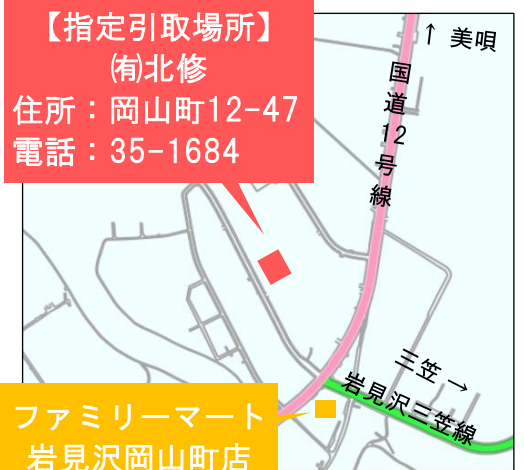 【指定引取場所】
㈲北修
住所：岡山町12-47
電話：35-1684
↑ 美唄
国道12号線
三笠 →
岩見沢三笠線
ファミリーマート
岩見沢岡山町店